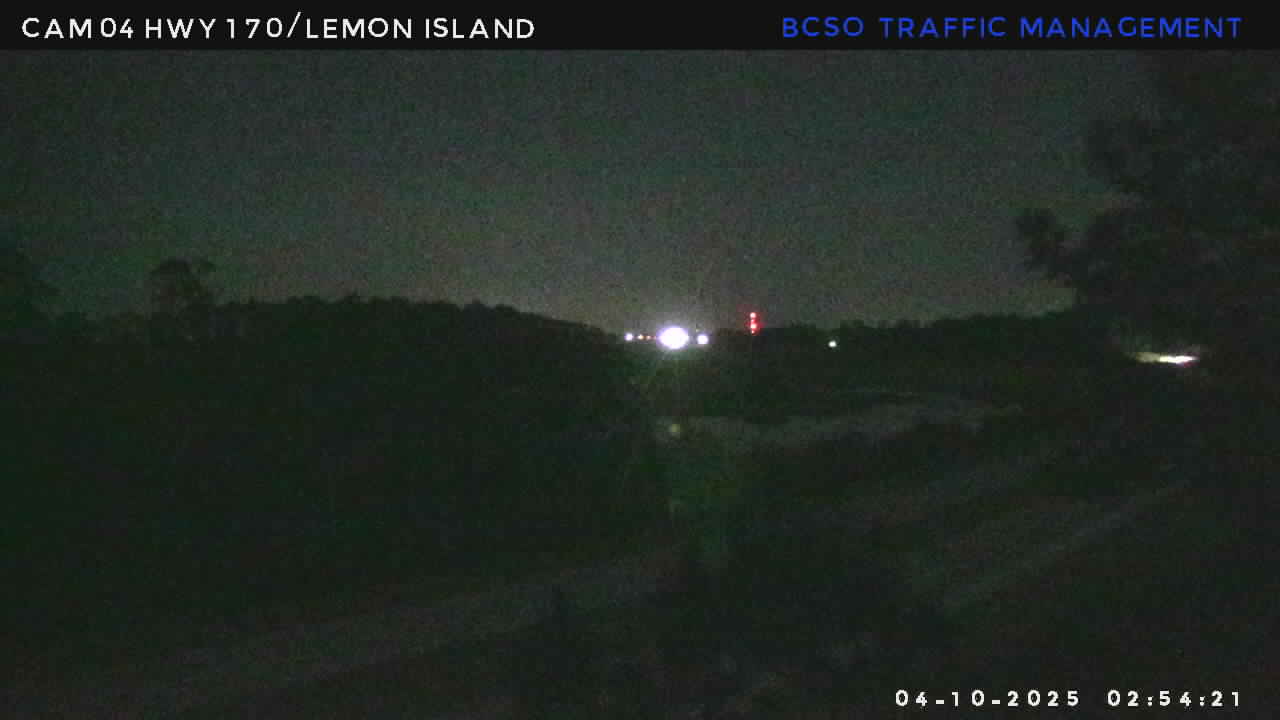 CAM04 HWY 170/LEMON ISLAND
BCSO TRAFFIC MANAGEMENT
04-10-2025 02:54:21